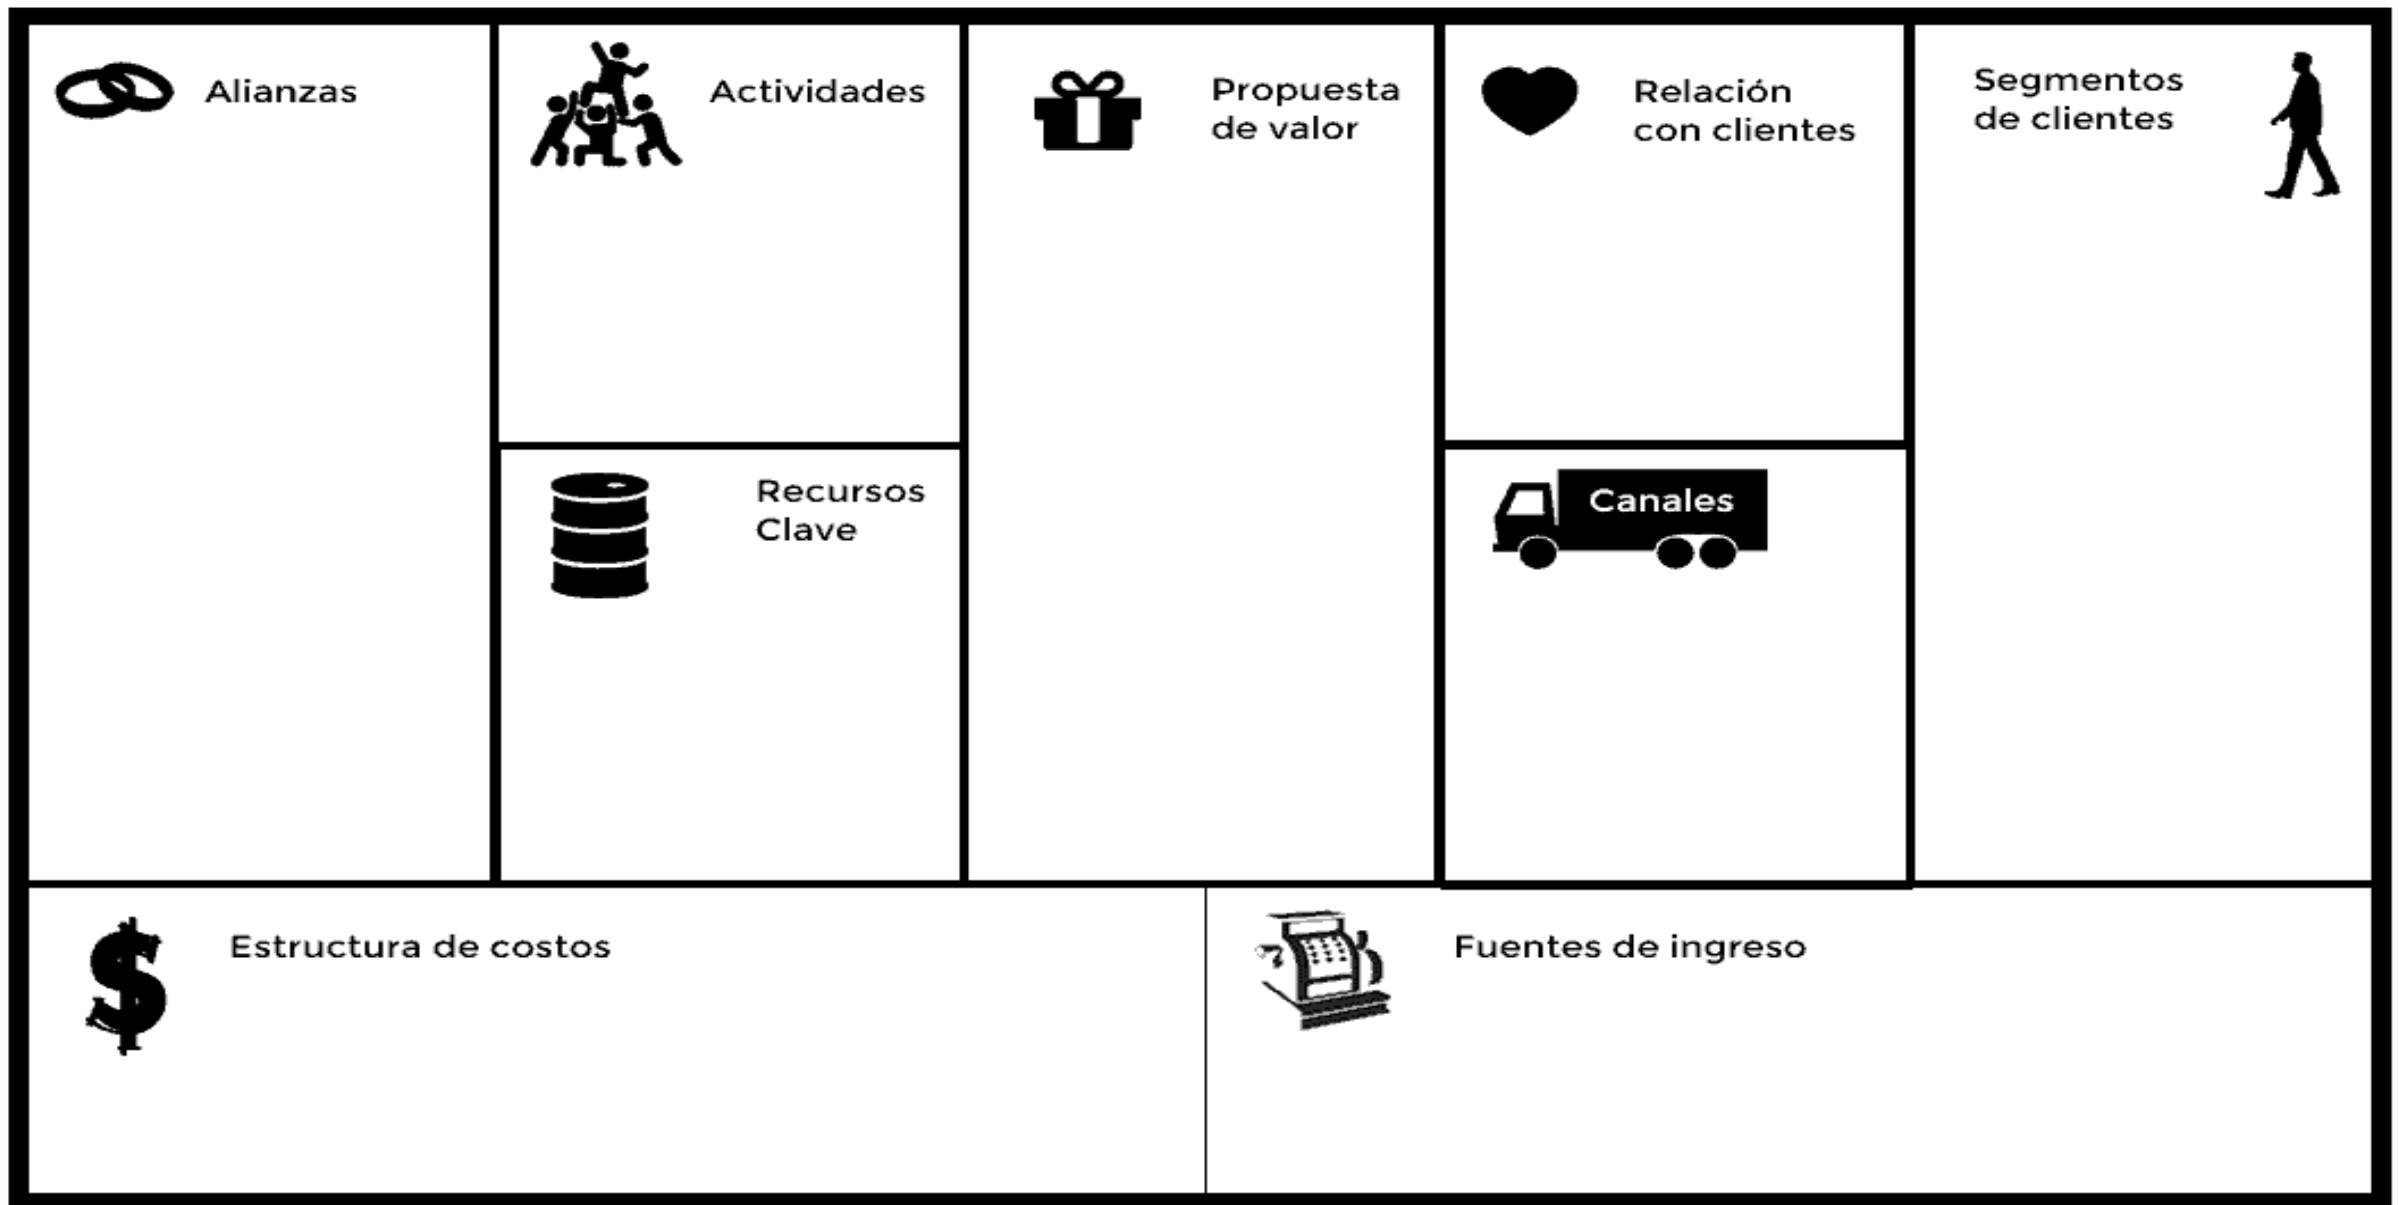 Alianzas
Actividades
Propuesta
de valor
Relación
con clientes
Segmentos
de clientes
Recursos
Clave
Canales
Estructura de costos
Fuentes de ingreso